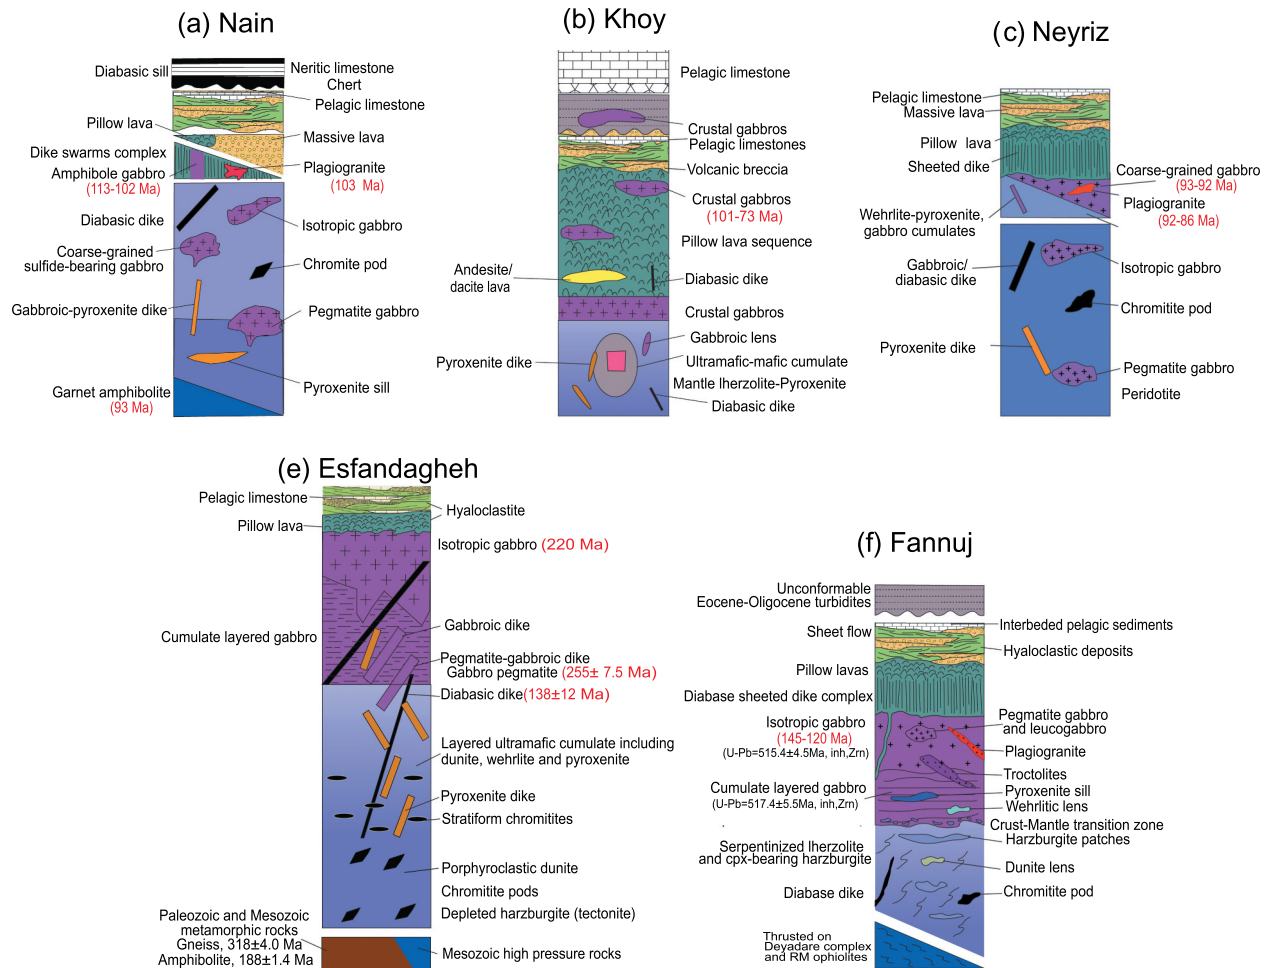 (a) Nain
Diabasic sill
Neritic limestone
Chert
Pelagic limestone
Pillow lava
Massive lava
Dike swarms complex
Amphibole gabbro
(113-102 Ma)
Plagiogranite
(103 Ma)
Diabasic dike
Isotropic gabbro
Coarse-grained
sulfide-bearing gabbro
Chromite pod
Gabbroic-pyroxenite dike
Pegmatite gabbro
Pyroxenite sill
Garnet amphibolite
(93 Ma)
(b) Khoy
Pelagic limestone
Crustal gabbros
Pelagic limestones
Volcanic breccia
Crustal gabbros
(101-73 Ma)
Pillow lava sequence
Andesite/
dacite lava
Diabasic dike
Crustal gabbros
Gabbroic lens
Pyroxenite dike
Ultramafic-mafic cumulate
Mantle lherzolite-Pyroxenite
Diabasic dike
(c) Neyriz
Pelagic limestone
Massive lava
Pillow lava
Sheeted dike
Coarse-grained gabbro
(93-92 Ma)
Plagiogranite
(92-86 Ma)
Wehrlite-pyroxenite,
gabbro cumulates
Gabbroic/
diabasic dike
Isotropic gabbro
Chromitite pod
Pyroxenite dike
Pegmatite gabbro
Peridotite
(e) Esfandagheh
Pelagic limestone
Hyaloclastite
Pillow lava
Isotropic gabbro (220 Ma)
Cumulate layered gabbro
Gabbroic dike
Pegmatite-gabbroic dike
Gabbro pegmatite (255± 7.5 Ma)
Diabasic dike(138±12 Ma)
Layered ultramafic cumulate including
dunite, wehrlite and pyroxenite
Pyroxenite dike
Stratiform chromitites
Porphyroclastic dunite
Chromitite pods
Depleted harzburgite (tectonite)
Paleozoic and Mesozoic
metamorphic rocks
Gneiss, 318±4.0 Ma
Amphibolite, 188±1.4 Ma
Mesozoic high pressure rocks
(f) Fannuj
Unconformable
Eocene-Oligocene turbidites
Interbeded pelagic sediments
Sheet flow
Hyaloclastic deposits
Pillow lavas
Diabase sheeted dike complex
Isotropic gabbro
(145-120 Ma)
(U-Pb=515.4±4.5Ma, inh,Zrn)
Pegmatite gabbro
and leucogabbro
Plagiogranite
Troctolites
Cumulate layered gabbro
(U-Pb=517.4±5.5Ma, inh,Zrn)
Pyroxenite sill
Wehrlitic lens
Crust-Mantle transition zone
Harzburgite patches
Serpentinized lherzolite
and cpx-bearing harzburgite
Dunite lens
Diabase dike
Chromitite pod
Thrusted on
Deyadare complex
and RM ophiolites